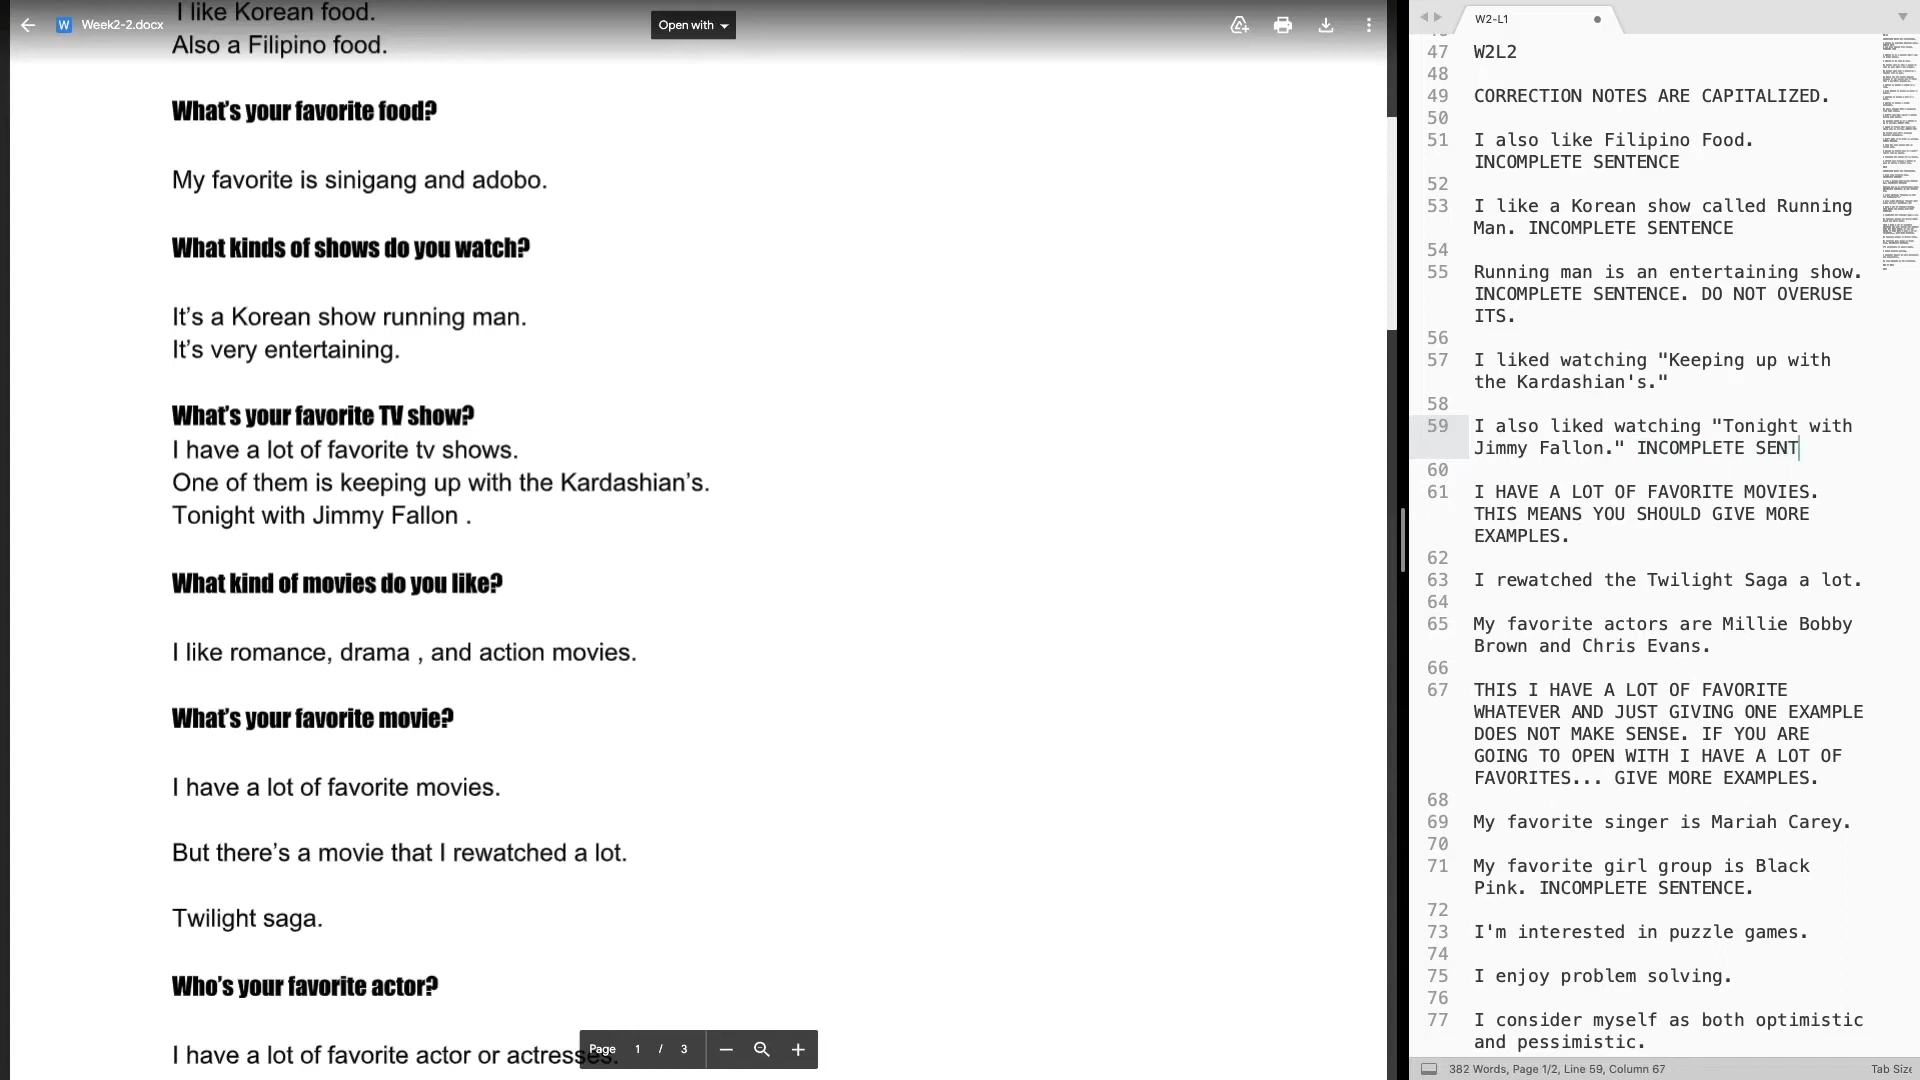 I like Korean food.
Week2-2.docx
Open with
Also a Filipino food.
What's your favorite food?
My favorite is sinigang and adobo.
What kinds of shows do you watch?
It's a Korean show running man.
It's very entertaining.
What's your favorite TV show?
I have a lot of favorite tv shows.
One of them is keeping up with the Kardashian's.
Tonight with Jimmy Fallon .
What kind of movies do you like?
I like romance, drama , and action movies.
What's your favorite movie?
I have a lot of favorite movies.
But there's a movie that I rewatched a lot.
Twilight saga.
Who's your favorite actor?
I have a lot of favorite actor or actresses.
Page 1 / 3
W2-L1
47 W2L2
48
49 CORRECTION NOTES ARE CAPITALIZED.
50
51 I also like Filipino Food.
INCOMPLETE SENTENCE
52
53 I like a Korean show called Running
Man. INCOMPLETE SENTENCE
54
55 Running man is an entertaining show.
INCOMPLETE SENTENCE. DO NOT OVERUSE
ITS.
56
57 I liked watching "Keeping up with
the Kardashian's."
58
59 I also liked watching "Tonight with
Jimmy Fallon." INCOMPLETE SENT
60
61 I HAVE A LOT OF FAVORITE MOVIES.
THIS MEANS YOU SHOULD GIVE MORE
EXAMPLES.
62
63 I rewatched the Twilight Saga a lot.
64
65 My favorite actors are Millie Bobby
Brown and Chris Evans.
66
67 THIS I HAVE A LOT OF FAVORITE
WHATEVER AND JUST GIVING ONE EXAMPLE
DOES NOT MAKE SENSE. IF YOU ARE
GOING TO OPEN WITH I HAVE A LOT OF
FAVORITES... GIVE MORE EXAMPLES.
68
69 My favorite singer is Mariah Carey.
70
71 My favorite girl group is Black
Pink. INCOMPLETE SENTENCE.
72
73 I'm interested in puzzle games.
74
75 I enjoy problem solving.
76
77 I consider myself as both optimistic
and pessimistic.
382 Words, Page 1/2, Line 59, Column 67
Tab Size